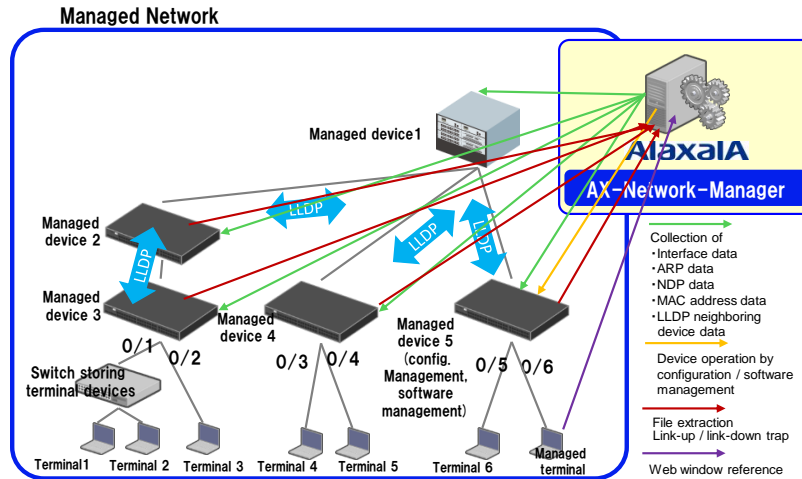 Managed Network
Managed device1
AlaxalA
AX-Network-Manager
Managed
device 2
LLDP
LLDP
LLDP
LLDP
Managed
device 3
Managed
device 4
Managed
device 5
(config.
Management,
software
management)
0/1
0/2
0/3
0/4
0/5
0/6
Switch storing
terminal devices
Terminal1
Terminal 2
Terminal 3
Terminal 4
Terminal 5
Terminal 6
Managed
terminal
Collection of
・Interface data
・ARP data
・NDP data
・MAC address data
・LLDP neighboring
device data
Device operation by
configuration / software
management
File extraction
Link-up / link-down trap
Web window reference